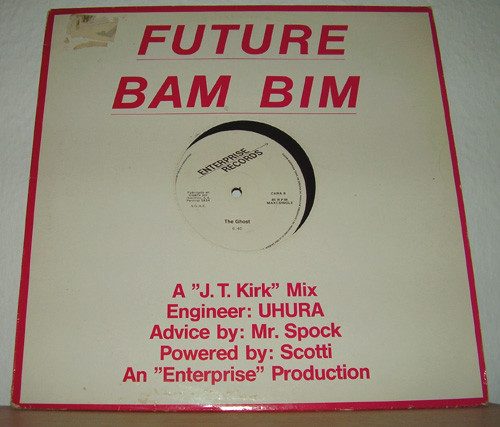 FUTURE
BAM BIM
ENTERPRISE
RECORDS
45 R.P.M.
The Ghost
A ”J. T. Kirk” Mix
Engineer: UHURA
Advice by: Mr. Spock
Powered by: Scotti
An ”Enterprise” Production